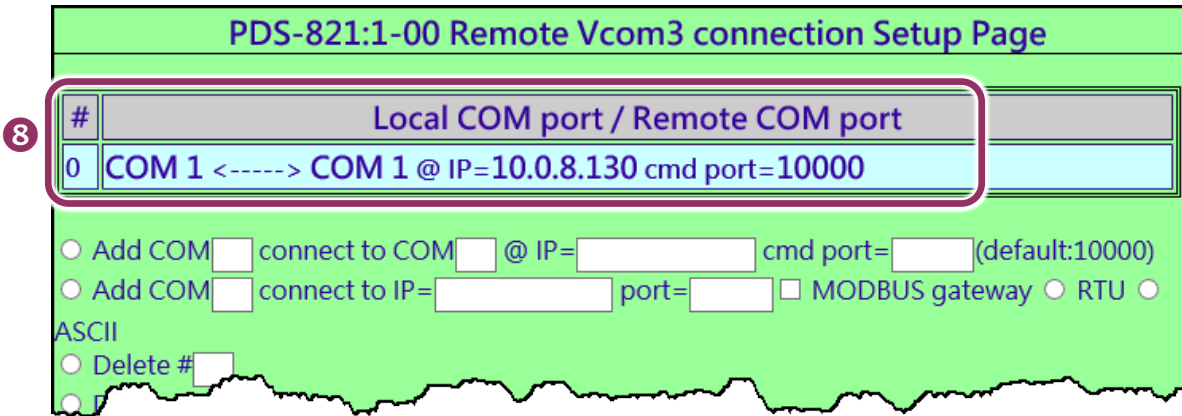 PDS-821:1-00 Remote Vcom3 connection Setup Page
8
# Local COM port / Remote COM port
0 COM 1 <-----> COM 1 @ IP=10.0.8.130 cmd port=10000
Add COM connect to COM @ IP= cmd port= (default:10000)
Add COM connect to IP= port= MODBUS gateway RTU
ASCII
Delete #